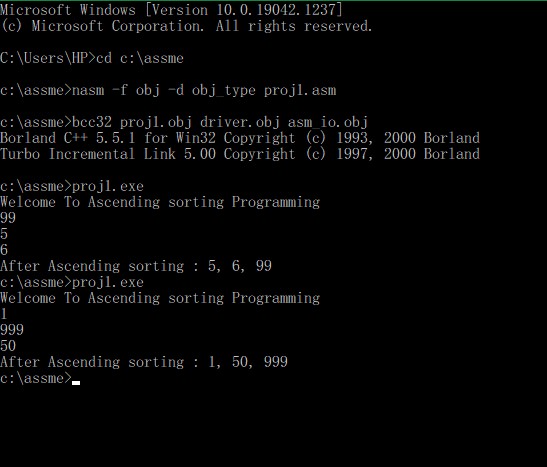 Microsoft Windows [Version 10.0.19042.1237]
(c) Microsoft Corporation. All rights reserved.
C:\Users\HP>cd c:\assme
c:\assme>nasm -f obj -d obj_type proj1.asm
c:\assme>bcc32 proj1.obj driver.obj asm_io.obj
Borland C++ 5.5.1 for Win32 Copyright (c) 1993, 2000 Borland
Turbo Incremental Link 5.00 Copyright (c) 1997, 2000 Borland
c:\assme>proj1.exe
Welcome To Ascending sorting Programming
99
5
6
After Ascending sorting : 5, 6, 99
c:\assme>proj1.exe
Welcome To Ascending sorting Programming
1
999
50
After Ascending sorting : 1, 50, 999
c:\assme>